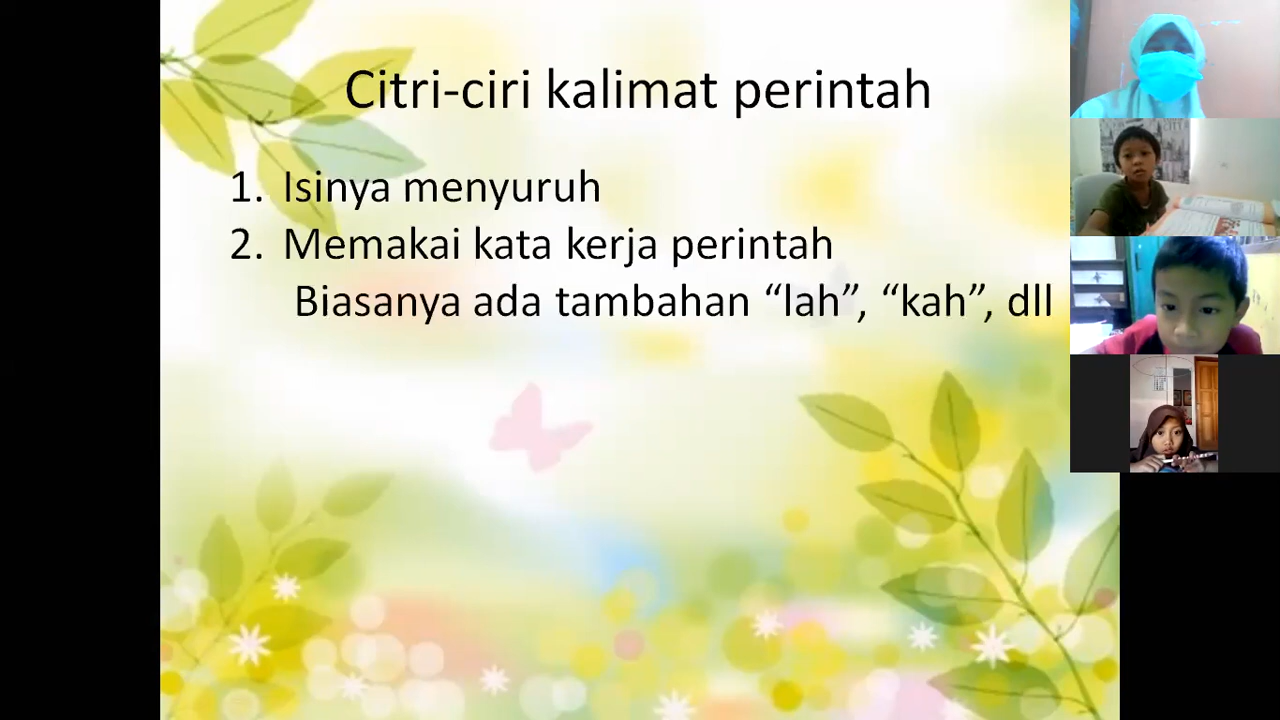 Citri-ciri kalimat perintah
1. Isinya menyuruh
2. Memakai kata kerja perintah
Biasanya ada tambahan “lah”, “kah”, dll